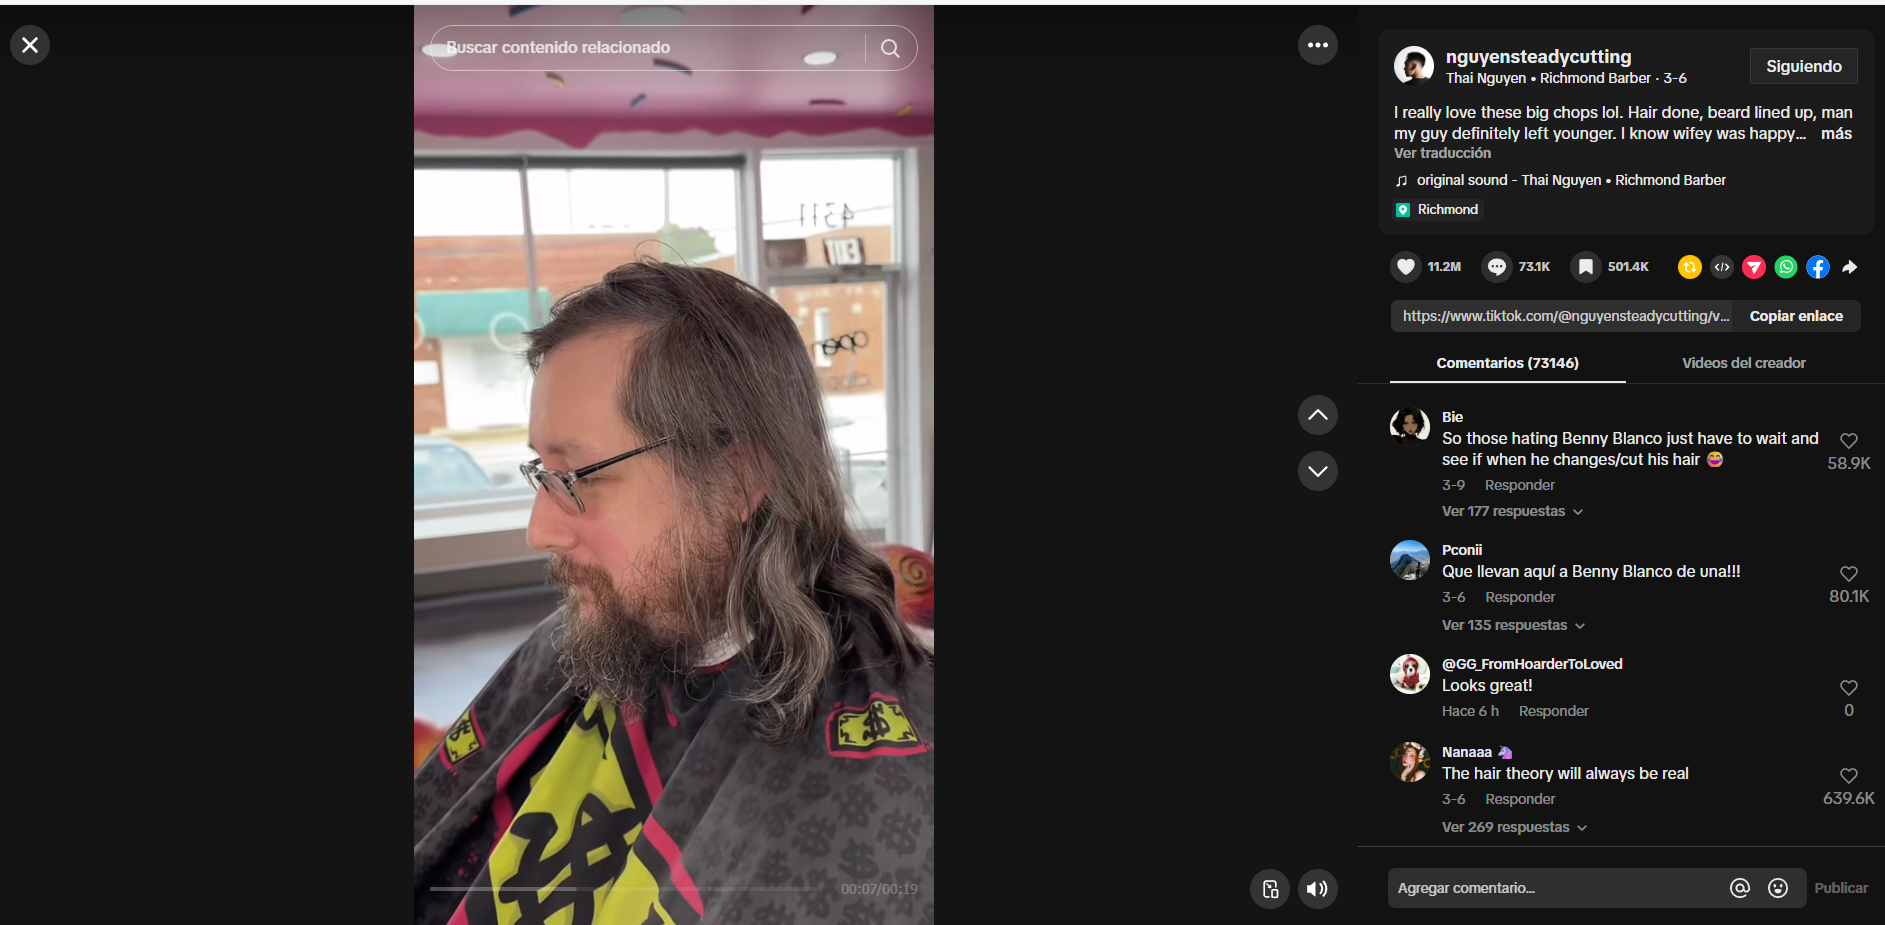 Buscar contenido relacionado
4311
open
00:07/00:19
nguyensteadycutting
Thai Nguyen • Richmond Barber · 3-6
Siguiendo
I really love these big chops lol. Hair done, beard lined up, man
my guy definitely left younger. I know wifey was happy... más
Ver traducción
original sound - Thai Nguyen • Richmond Barber
Richmond
11.2M
73.1K
501.4K
https://www.tiktok.com/@nguyensteadycutting/v...
Copiar enlace
Comentarios (73146)
Videos del creador
Bie
So those hating Benny Blanco just have to wait and
see if when he changes/cut his hair 😂
58.9K
3-9 Responder
Ver 177 respuestas
Pconii
Que llevan aquí a Benny Blanco de una!!!
80.1K
3-6 Responder
Ver 135 respuestas
@GG_FromHoarderToLoved
Looks great!
0
Hace 6 h Responder
Nanaaa 🦄
The hair theory will always be real
639.6K
3-6 Responder
Ver 269 respuestas
Agregar comentario...
Publicar